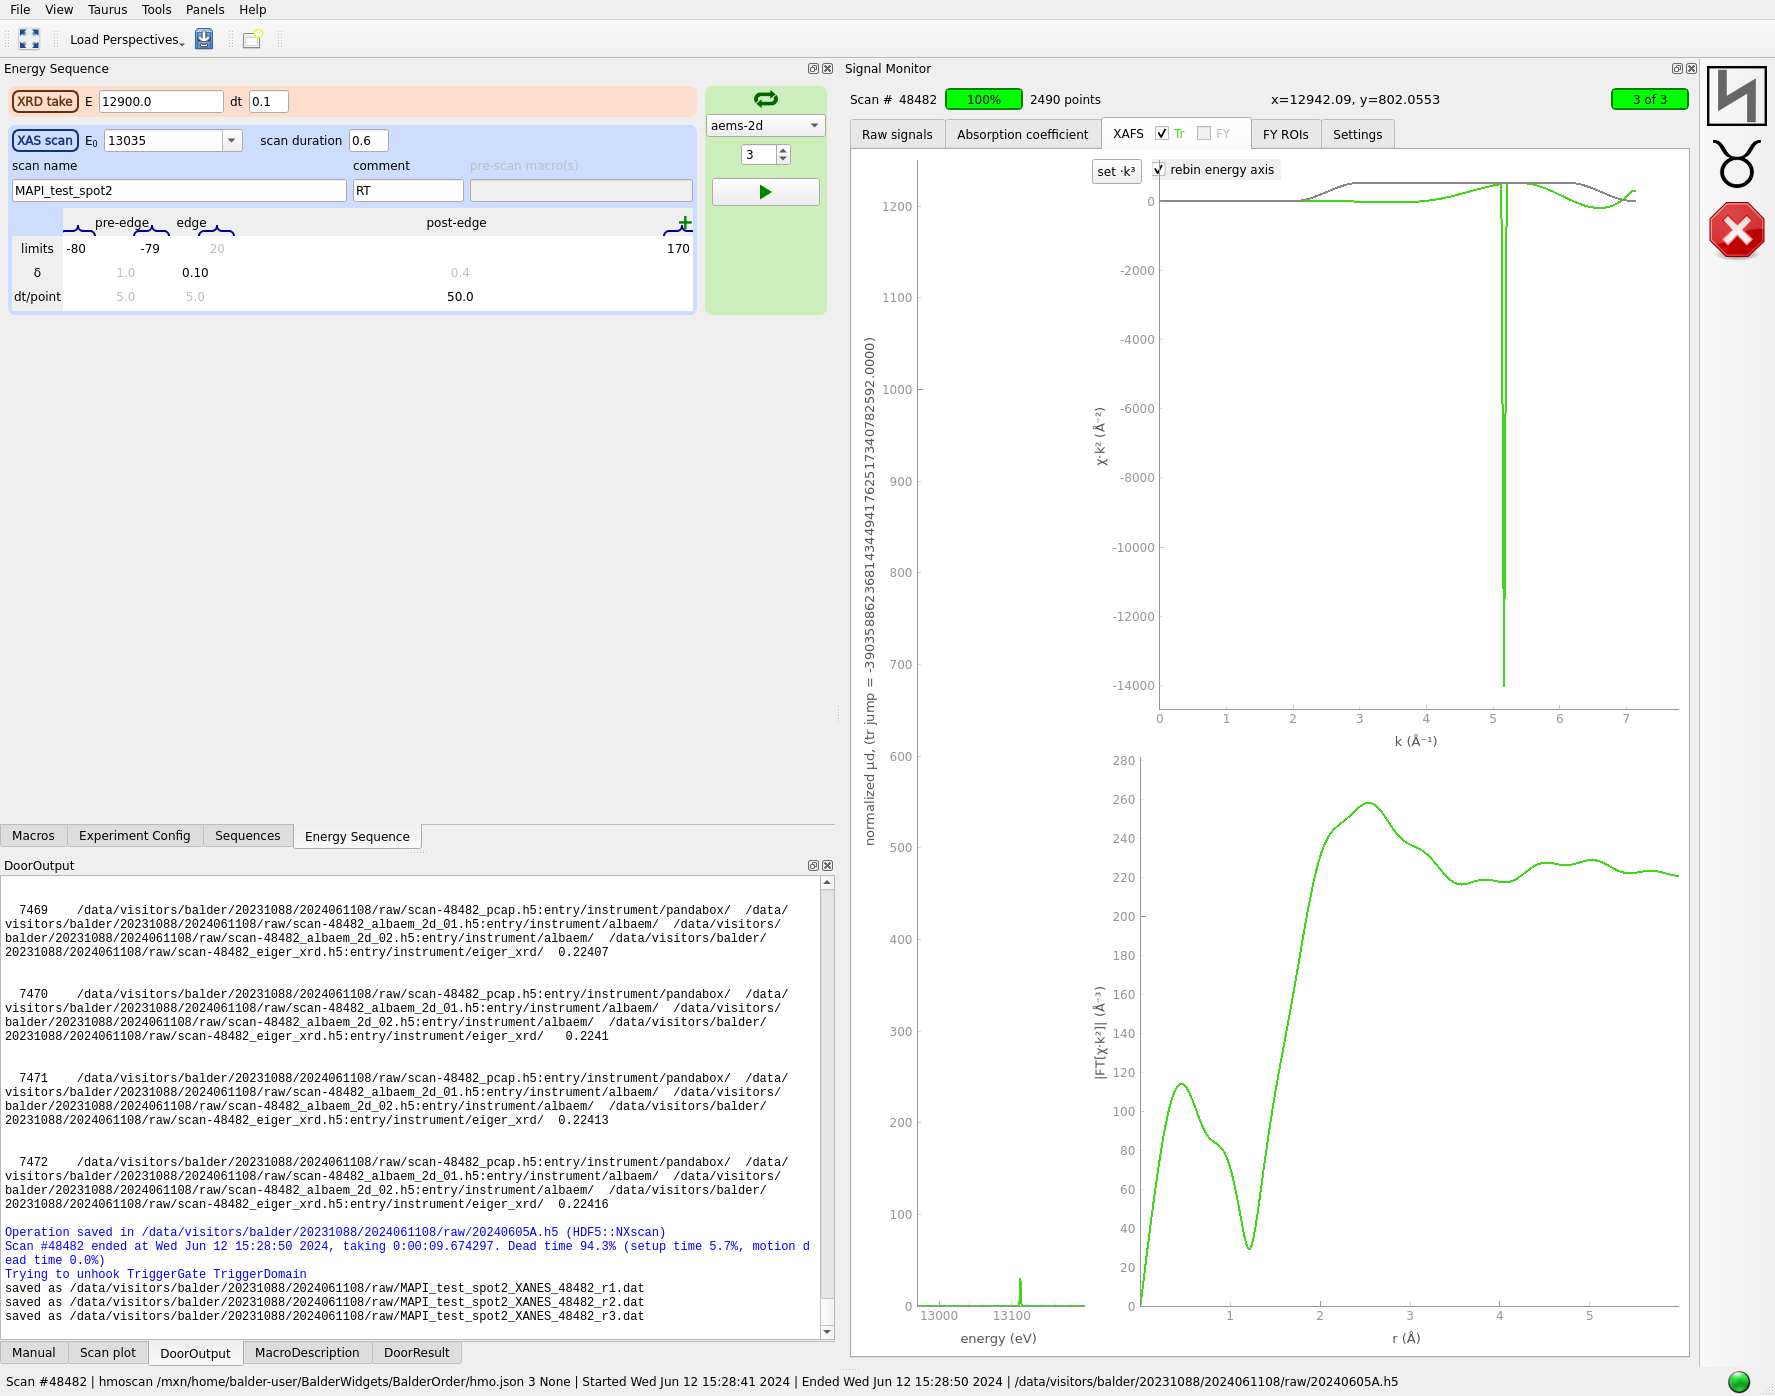 File View Taurus Tools Panels Help
Load Perspectives
Energy Sequence
XRD take E 12900.0 dt 0.1
XAS scan E0 13035 scan duration 0.6
scan name comment pre-scan macro(s)
MAPI_test_spot2 RT
pre-edge edge post-edge +
limits -80 -79 20 170
δ 1.0 0.10 0.4
dt/point 5.0 5.0 50.0
aems-2d
3
Macros Experiment Config Sequences Energy Sequence
DoorOutput
7469 /data/visitors/balder/20231088/2024061108/raw/scan-48482_pcap.h5:entry/instrument/pandabox/ /data/
visitors/balder/20231088/2024061108/raw/scan-48482_albaem_2d_01.h5:entry/instrument/albaem/ /data/visitors/
balder/20231088/2024061108/raw/scan-48482_albaem_2d_02.h5:entry/instrument/albaem/ /data/visitors/balder/
20231088/2024061108/raw/scan-48482_eiger_xrd.h5:entry/instrument/eiger_xrd/ 0.22407
7470 /data/visitors/balder/20231088/2024061108/raw/scan-48482_pcap.h5:entry/instrument/pandabox/ /data/
visitors/balder/20231088/2024061108/raw/scan-48482_albaem_2d_01.h5:entry/instrument/albaem/ /data/visitors/
balder/20231088/2024061108/raw/scan-48482_albaem_2d_02.h5:entry/instrument/albaem/ /data/visitors/balder/
20231088/2024061108/raw/scan-48482_eiger_xrd.h5:entry/instrument/eiger_xrd/ 0.2241
7471 /data/visitors/balder/20231088/2024061108/raw/scan-48482_pcap.h5:entry/instrument/pandabox/ /data/
visitors/balder/20231088/2024061108/raw/scan-48482_albaem_2d_01.h5:entry/instrument/albaem/ /data/visitors/
balder/20231088/2024061108/raw/scan-48482_albaem_2d_02.h5:entry/instrument/albaem/ /data/visitors/balder/
20231088/2024061108/raw/scan-48482_eiger_xrd.h5:entry/instrument/eiger_xrd/ 0.22413
7472 /data/visitors/balder/20231088/2024061108/raw/scan-48482_pcap.h5:entry/instrument/pandabox/ /data/
visitors/balder/20231088/2024061108/raw/scan-48482_albaem_2d_01.h5:entry/instrument/albaem/ /data/visitors/
balder/20231088/2024061108/raw/scan-48482_albaem_2d_02.h5:entry/instrument/albaem/ /data/visitors/balder/
20231088/2024061108/raw/scan-48482_eiger_xrd.h5:entry/instrument/eiger_xrd/ 0.22416
Operation saved in /data/visitors/balder/20231088/2024061108/raw/20240605A.h5 (HDF5::NXscan)
Scan #48482 ended at Wed Jun 12 15:28:50 2024, taking 0:00:09.674297. Dead time 94.3% (setup time 5.7%, motion d
ead time 0.0%)
Trying to unhook TriggerGate TriggerDomain
saved as /data/visitors/balder/20231088/2024061108/raw/MAPI_test_spot2_XANES_48482_r1.dat
saved as /data/visitors/balder/20231088/2024061108/raw/MAPI_test_spot2_XANES_48482_r2.dat
saved as /data/visitors/balder/20231088/2024061108/raw/MAPI_test_spot2_XANES_48482_r3.dat
Manual Scan plot DoorOutput MacroDescription DoorResult
Signal Monitor
Scan # 48482 100% 2490 points x=12942.09, y=802.0553 3 of 3
Raw signals Absorption coefficient XAFS Tr FY FY ROIs Settings
set ·k³ rebin energy axis
normalized µd, (tr jump = -39035886236814344941762517340782592.0000)
1200
1100
1000
900
800
700
600
500
400
300
200
100
0
13000 13100
energy (eV)
χ·k² (Å⁻²)
0
-2000
-4000
-6000
-8000
-10000
-12000
-14000
0 1 2 3 4 5 6 7
k (Å⁻¹)
|FT[χ·k²]| (Å⁻³)
280
260
240
220
200
180
160
140
120
100
80
60
40
20
0
1 2 3 4 5
r (Å)
Scan #48482 | hmoscan /mxn/home/balder-user/BalderWidgets/BalderOrder/hmo.json 3 None | Started Wed Jun 12 15:28:41 2024 | Ended Wed Jun 12 15:28:50 2024 | /data/visitors/balder/20231088/2024061108/raw/20240605A.h5